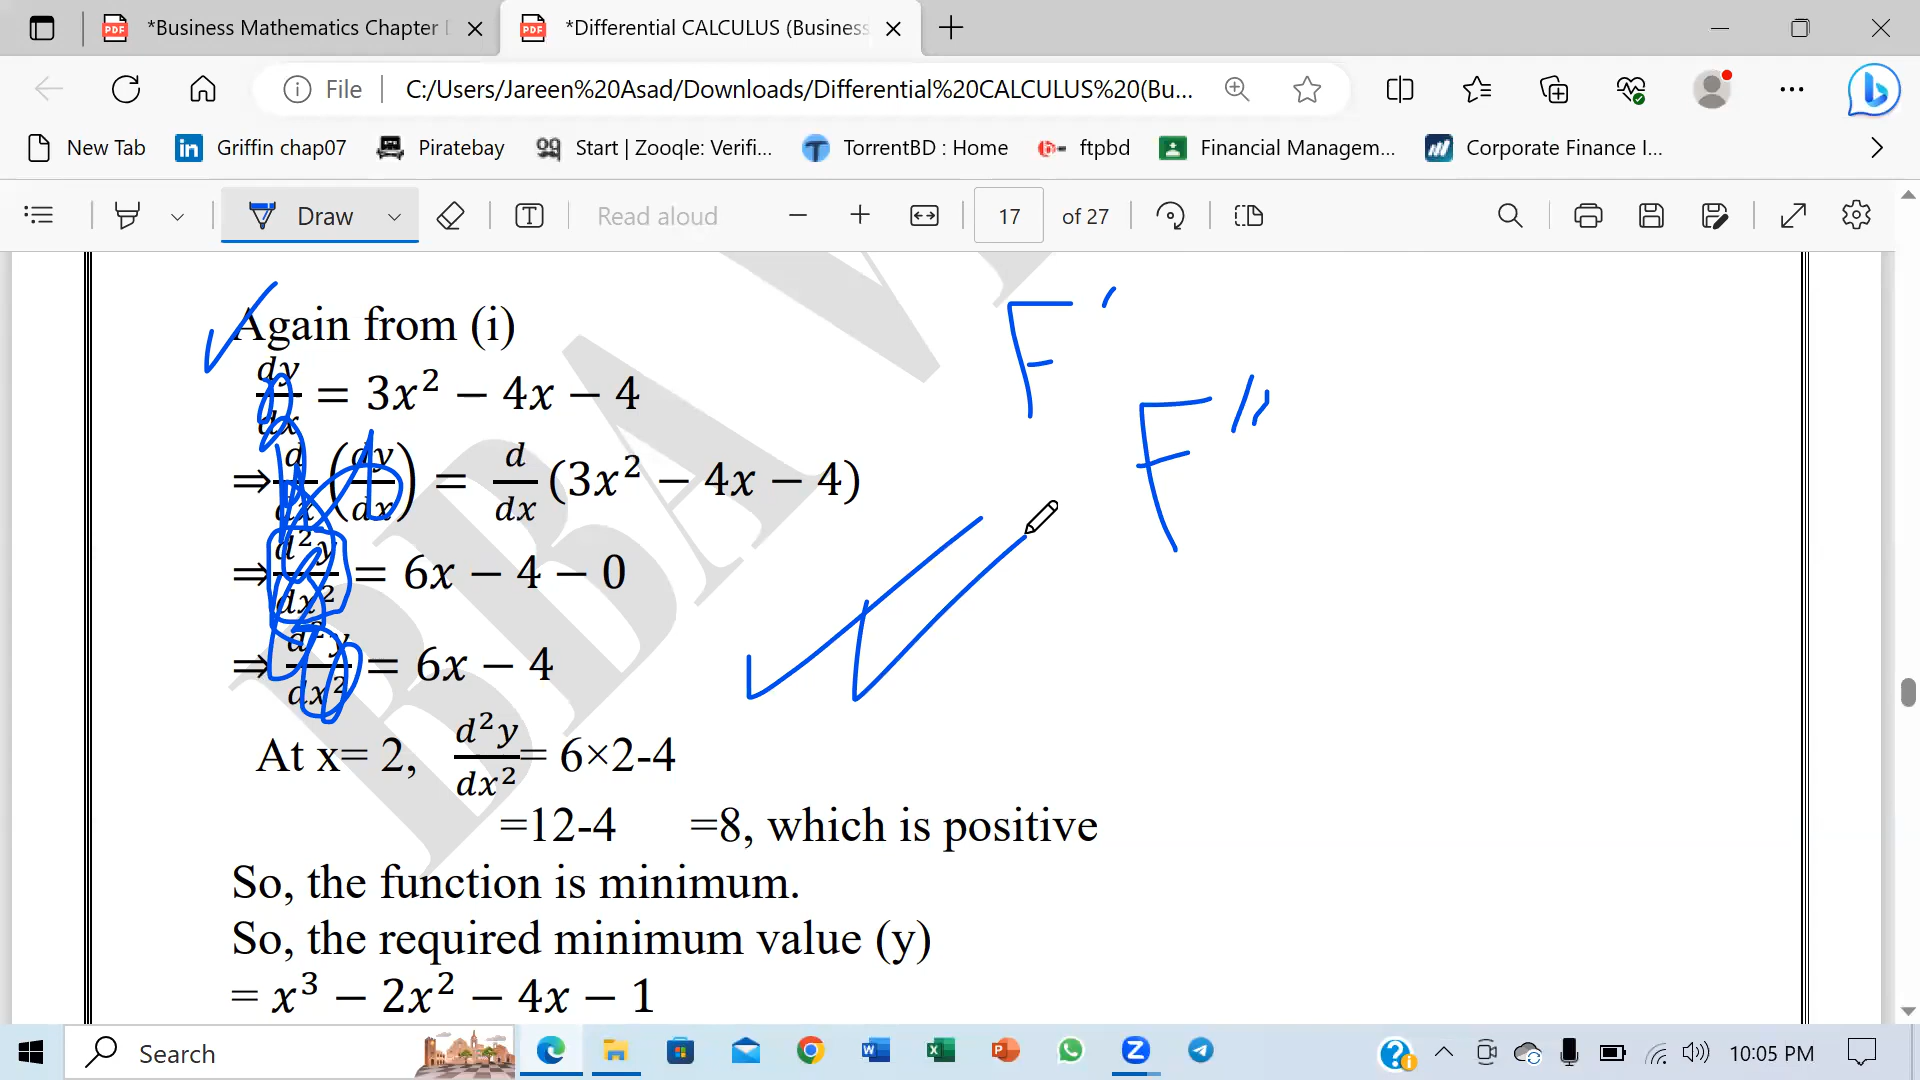 *Business Mathematics Chapter
*Differential CALCULUS (Business
File C:/Users/Jareen%20Asad/Downloads/Differential%20CALCULUS%20(Bu...
New Tab Griffin chap07 Piratebay Start | Zooqle: Verifi... TorrentBD : Home ftpbd Financial Managem... Corporate Finance I...
Draw Read aloud 17 of 27
Again from (i)
dy/dx = 3x² − 4x − 4
⇒ d/dx (dy/dx) = d/dx (3x² − 4x − 4)
⇒ d²y/dx² = 6x − 4 − 0
⇒ d²y/dx² = 6x − 4
At x= 2, d²y/dx² = 6×2-4
=12-4 =8, which is positive
So, the function is minimum.
So, the required minimum value (y)
= x³ − 2x² − 4x − 1
F′
F″
BBA
Search
10:05 PM